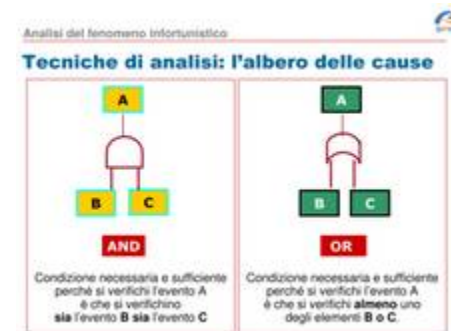 Analisi del fenomeno infortunistico
Tecniche di analisi: l'albero delle cause
A
B
C
AND
Condizione necessaria e sufficiente
perché si verifichi l'evento A
è che si verifichino
sia l'evento B sia l'evento C
A
B
C
OR
Condizione necessaria e sufficiente
perché si verifichi l'evento A
è che si verifichi almeno uno
degli elementi B o C